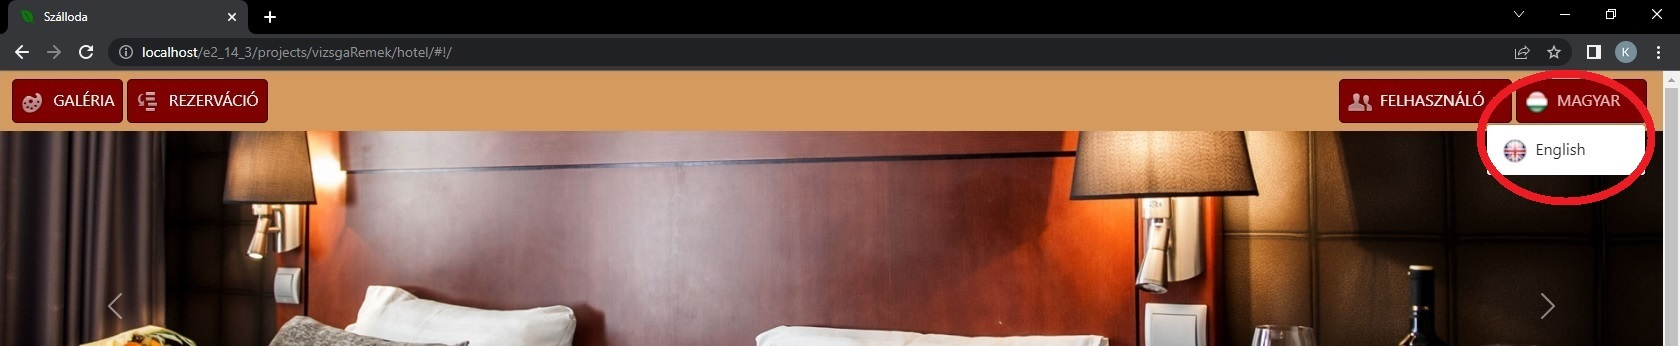 Szálloda
localhost/e2_14_3/projects/vizsgaRemek/hotel/#!/
K
GALÉRIA
REZERVÁCIÓ
FELHASZNÁLÓ
MAGYAR
English